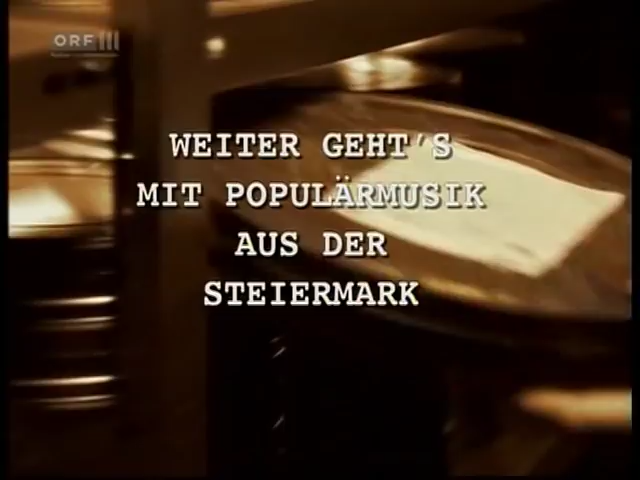 ORF III
WEITER GEHT'S
MIT POPULÄRMUSIK
AUS DER
STEIERMARK